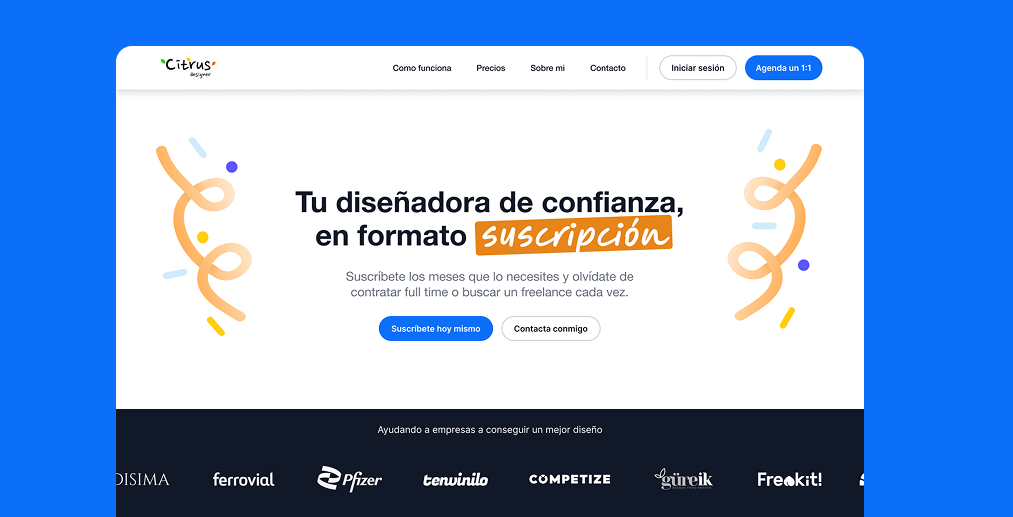 Citrus
designer
Como funciona
Precios
Sobre mi
Contacto
Iniciar sesión
Agenda un 1:1
Tu diseñadora de confianza,
en formato suscripción
Suscríbete los meses que lo necesites y olvídate de
contratar full time o buscar un freelance cada vez.
Suscríbete hoy mismo
Contacta conmigo
Ayudando a empresas a conseguir un mejor diseño
DISIMA
ferrovial
Pfizer
tenvinilo
COMPETIZE
güreik
Freakit!